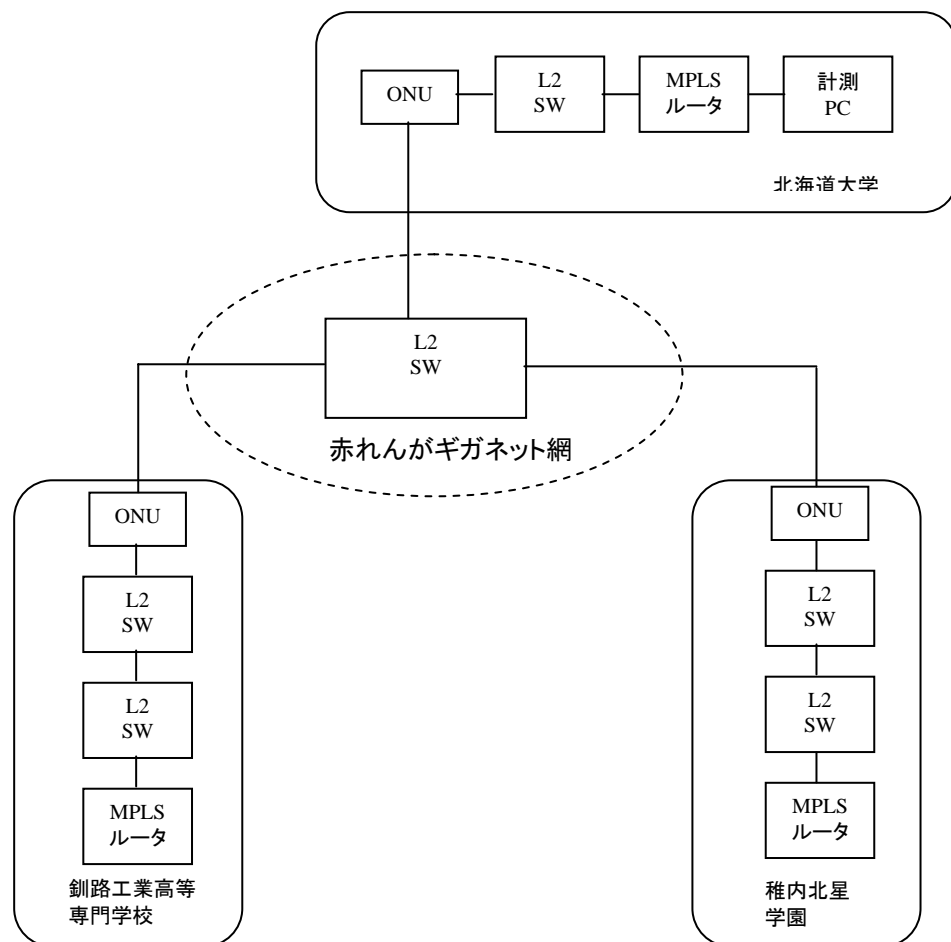 ONU
L2
SW
MPLS
ルータ
計測
PC
北海道大学
L2
SW
赤れんがギガネット網
ONU
L2
SW
L2
SW
MPLS
ルータ
釧路工業高等
専門学校
ONU
L2
SW
L2
SW
MPLS
ルータ
稚内北星
学園